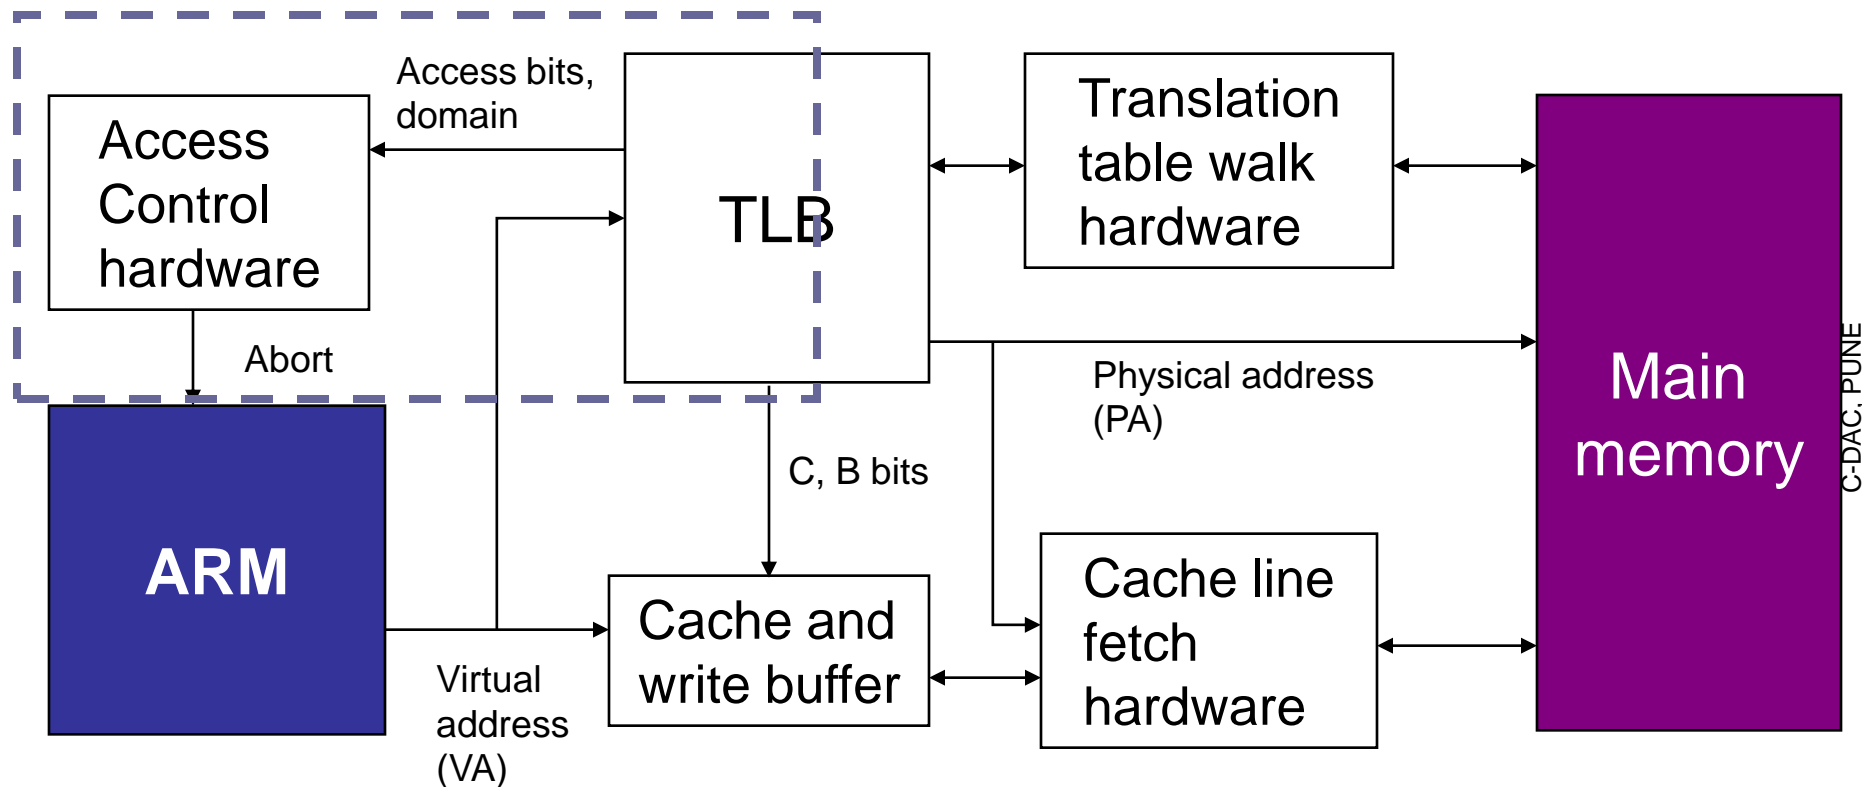 Access bits,
domain
Access
Control
hardware
TLB
Translation
table walk
hardware
Abort
Physical address
(PA)
Main
memory
C-DAC, PUNE
C, B bits
ARM
Virtual
address
(VA)
Cache and
write buffer
Cache line
fetch
hardware